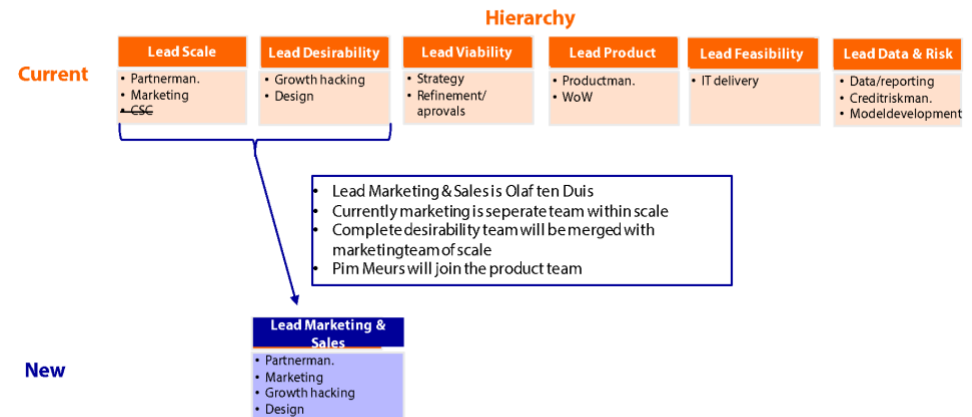 Hierarchy
Current
Lead Scale
• Partnerman.
• Marketing
• CSC
Lead Desirability
• Growth hacking
• Design
Lead Viability
• Strategy
• Refinement/
aprovals
Lead Product
• Productman.
• WoW
Lead Feasibility
• IT delivery
Lead Data & Risk
• Data/reporting
• Creditriskman.
• Modeldevelopment
• Lead Marketing & Sales is Olaf ten Duis
• Currently marketing is seperate team within scale
• Complete desirability team will be merged with
marketingteam of scale
• Pim Meurs will join the product team
New
Lead Marketing &
Sales
• Partnerman.
• Marketing
• Growth hacking
• Design